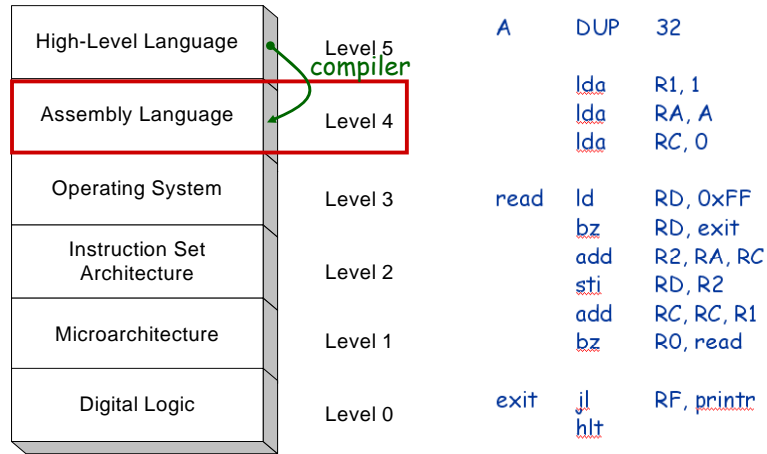 High-Level Language
Level 5
compiler
Assembly Language
Level 4
Operating System
Level 3
Instruction Set
Architecture
Level 2
Microarchitecture
Level 1
Digital Logic
Level 0
A DUP 32
lda R1, 1
lda RA, A
lda RC, 0
read ld RD, 0xFF
bz RD, exit
add R2, RA, RC
sti RD, R2
add RC, RC, R1
bz R0, read
exit jl RF, printr
hlt